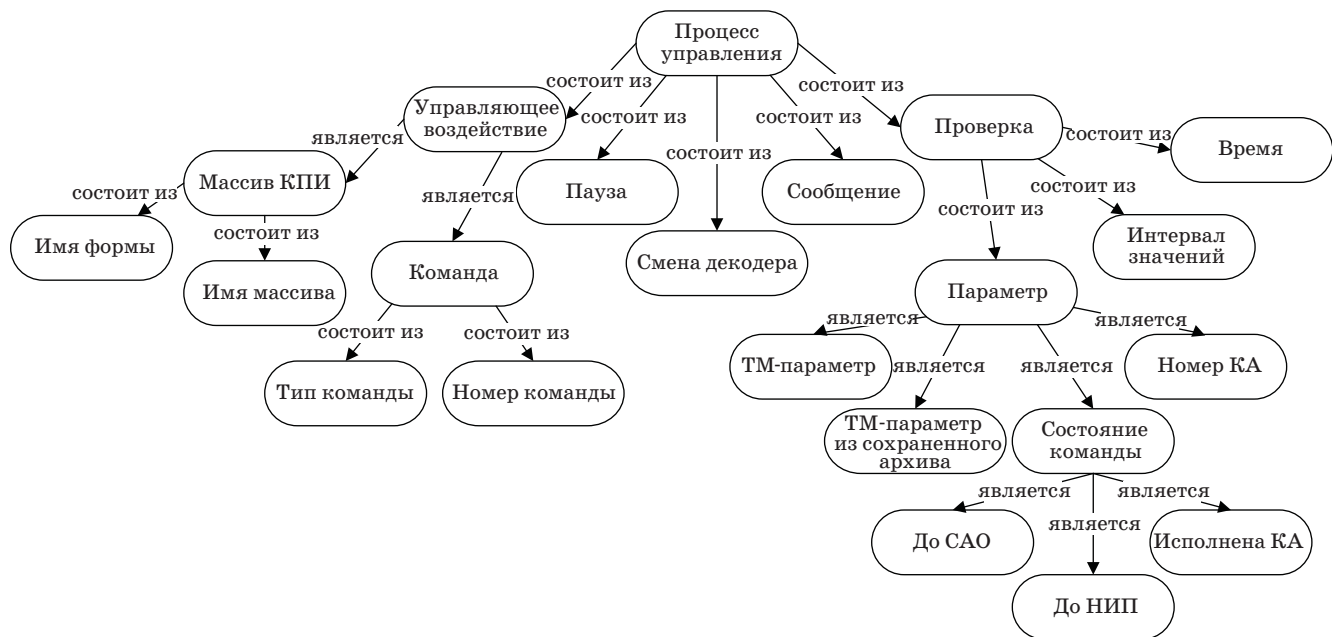 Процесс
управления
состоит из
состоит из
Управляющее
воздействие
состоит из
состоит из
состоит из
Проверка
состоит из
Время
является
Массив КПИ
Пауза
Сообщение
состоит из
является
состоит из
состоит из
Имя формы
состоит из
Интервал
значений
Команда
Смена декодера
Имя массива
Параметр
состоит из
состоит из
является
является
ТМ-параметр
является
является
Номер КА
Тип команды
Номер команды
ТМ-параметр
из сохраненного
архива
Состояние
команды
является
является
является
До САО
Исполнена КА
До НИП